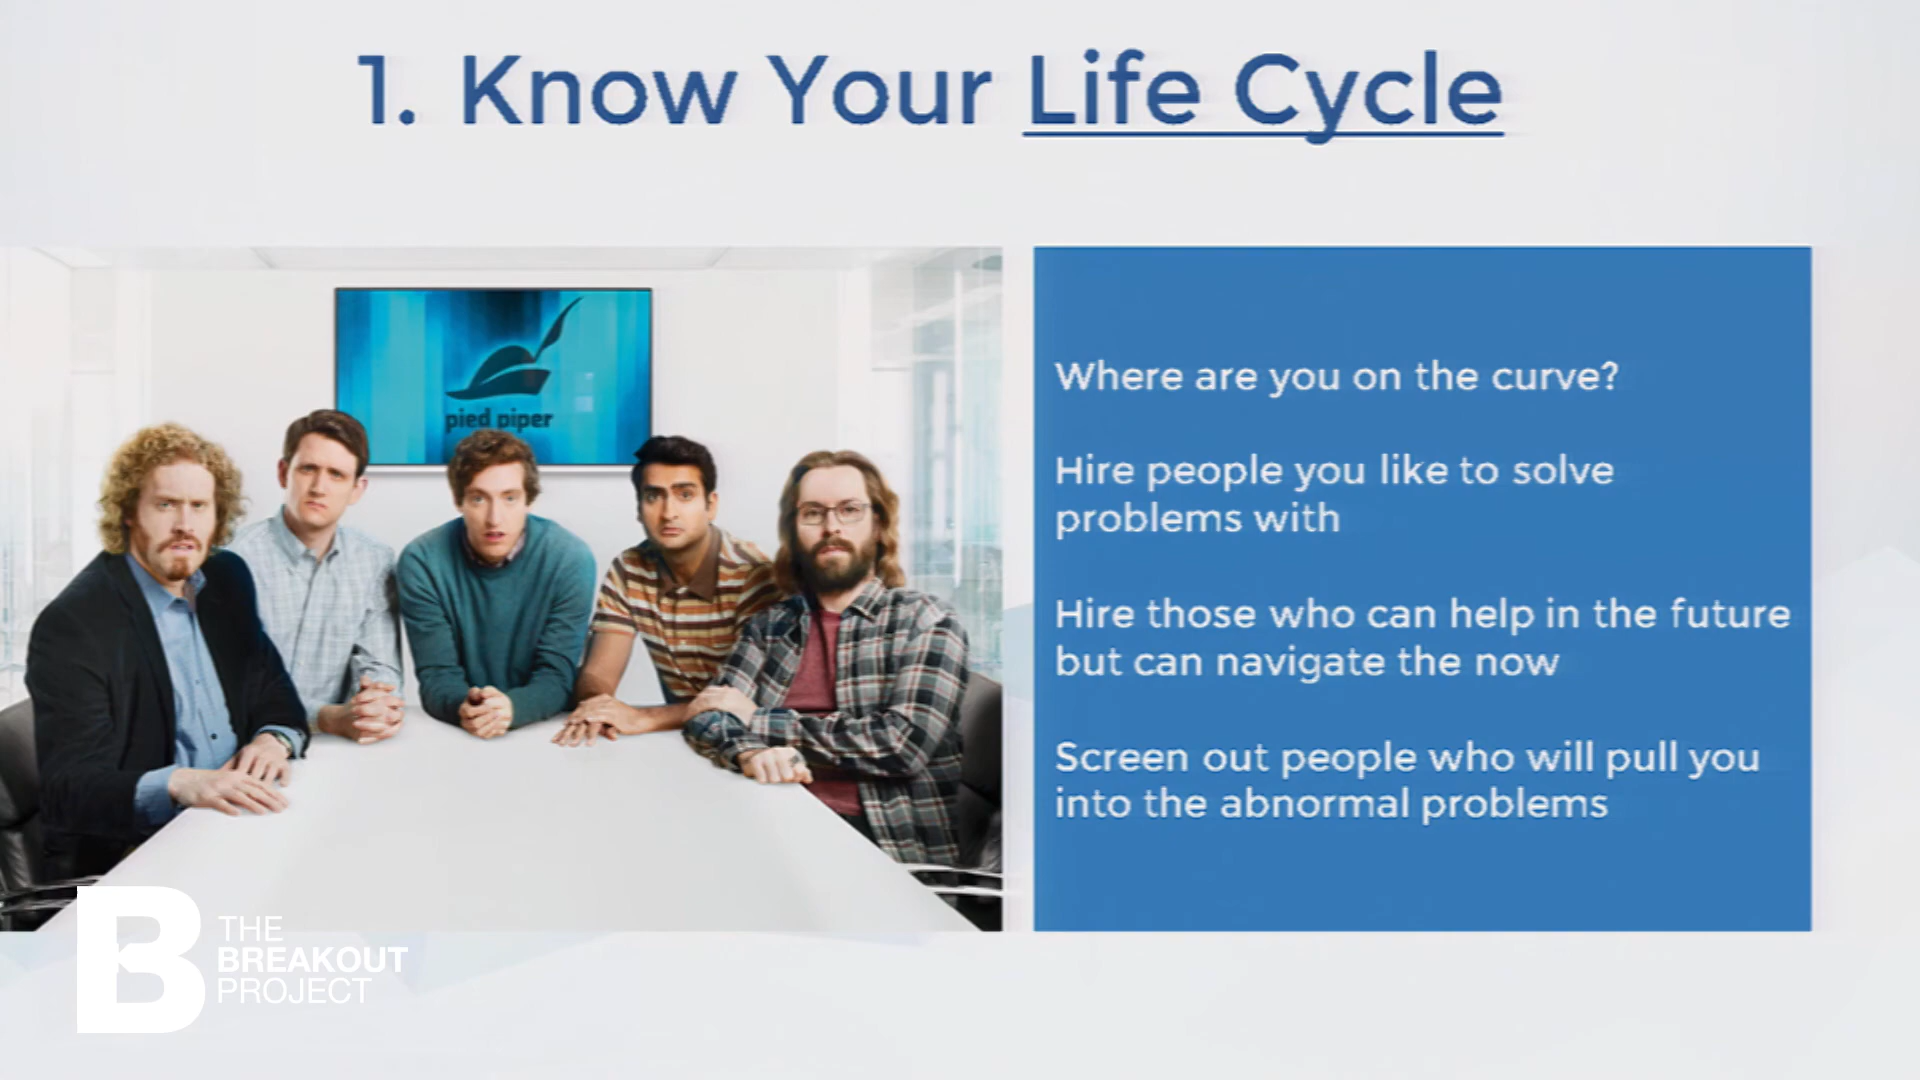 1. Know Your Life Cycle
pied piper
Where are you on the curve?
Hire people you like to solve
problems with
Hire those who can help in the future
but can navigate the now
Screen out people who will pull you
into the abnormal problems
B THE
BREAKOUT
PROJECT